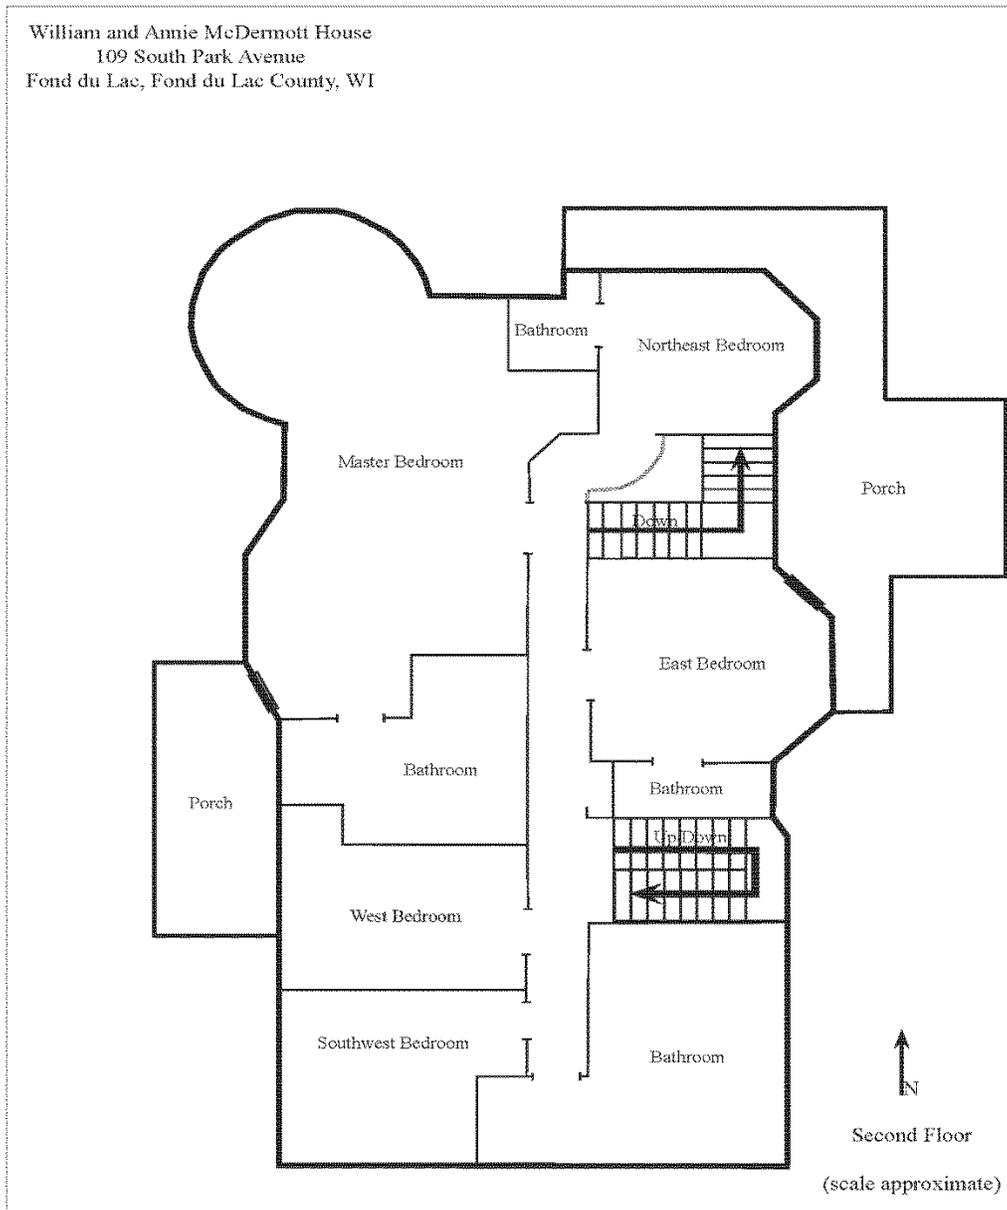 William and Annie McDermott House
109 South Park Avenue
Fond du Lac, Fond du Lac County, WI
Bathroom
Northeast Bedroom
Master Bedroom
Porch
Down
East Bedroom
Bathroom
Bathroom
Porch
Up/Down
West Bedroom
Southwest Bedroom
Bathroom
N
Second Floor
(scale approximate)